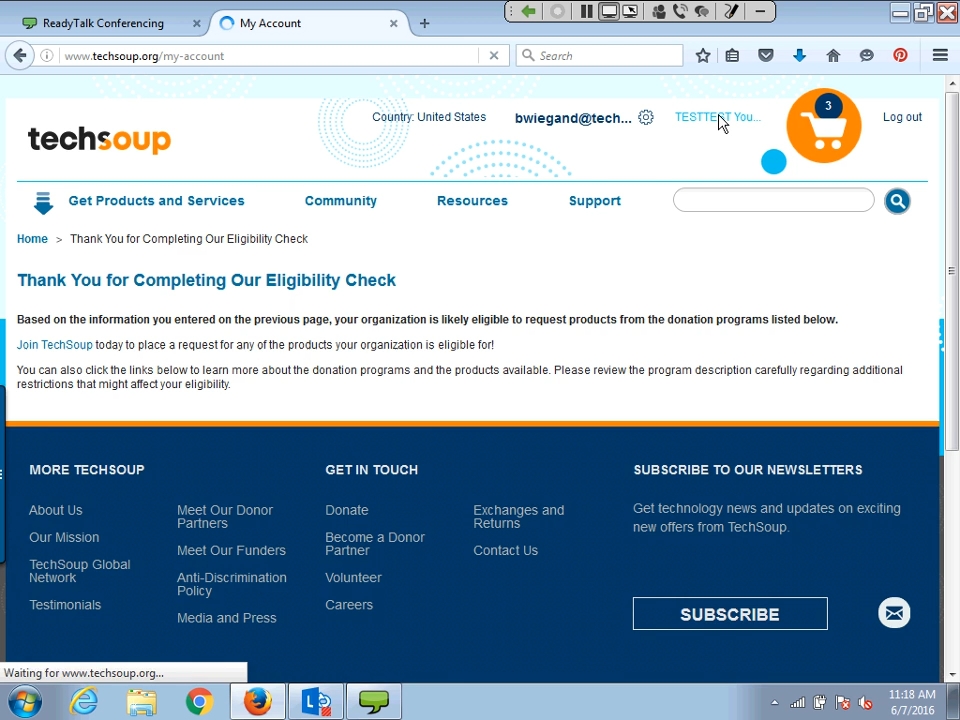 ReadyTalk Conferencing
My Account
www.techsoup.org/my-account
Search
Country: United States
bwiegand@tech...
TESTTEST You...
3
Log out
techsoup
Get Products and Services
Community
Resources
Support
Home > Thank You for Completing Our Eligibility Check
Thank You for Completing Our Eligibility Check
Based on the information you entered on the previous page, your organization is likely eligible to request products from the donation programs listed below.
Join TechSoup today to place a request for any of the products your organization is eligible for!
You can also click the links below to learn more about the donation programs and the products available. Please review the program description carefully regarding additional
restrictions that might affect your eligibility.
MORE TECHSOUP
About Us
Our Mission
TechSoup Global
Network
Testimonials
Meet Our Donor
Partners
Meet Our Funders
Anti-Discrimination
Policy
Media and Press
GET IN TOUCH
Donate
Become a Donor
Partner
Volunteer
Careers
Exchanges and
Returns
Contact Us
SUBSCRIBE TO OUR NEWSLETTERS
Get technology news and updates on exciting
new offers from TechSoup.
SUBSCRIBE
Waiting for www.techsoup.org...
11:18 AM
6/7/2016